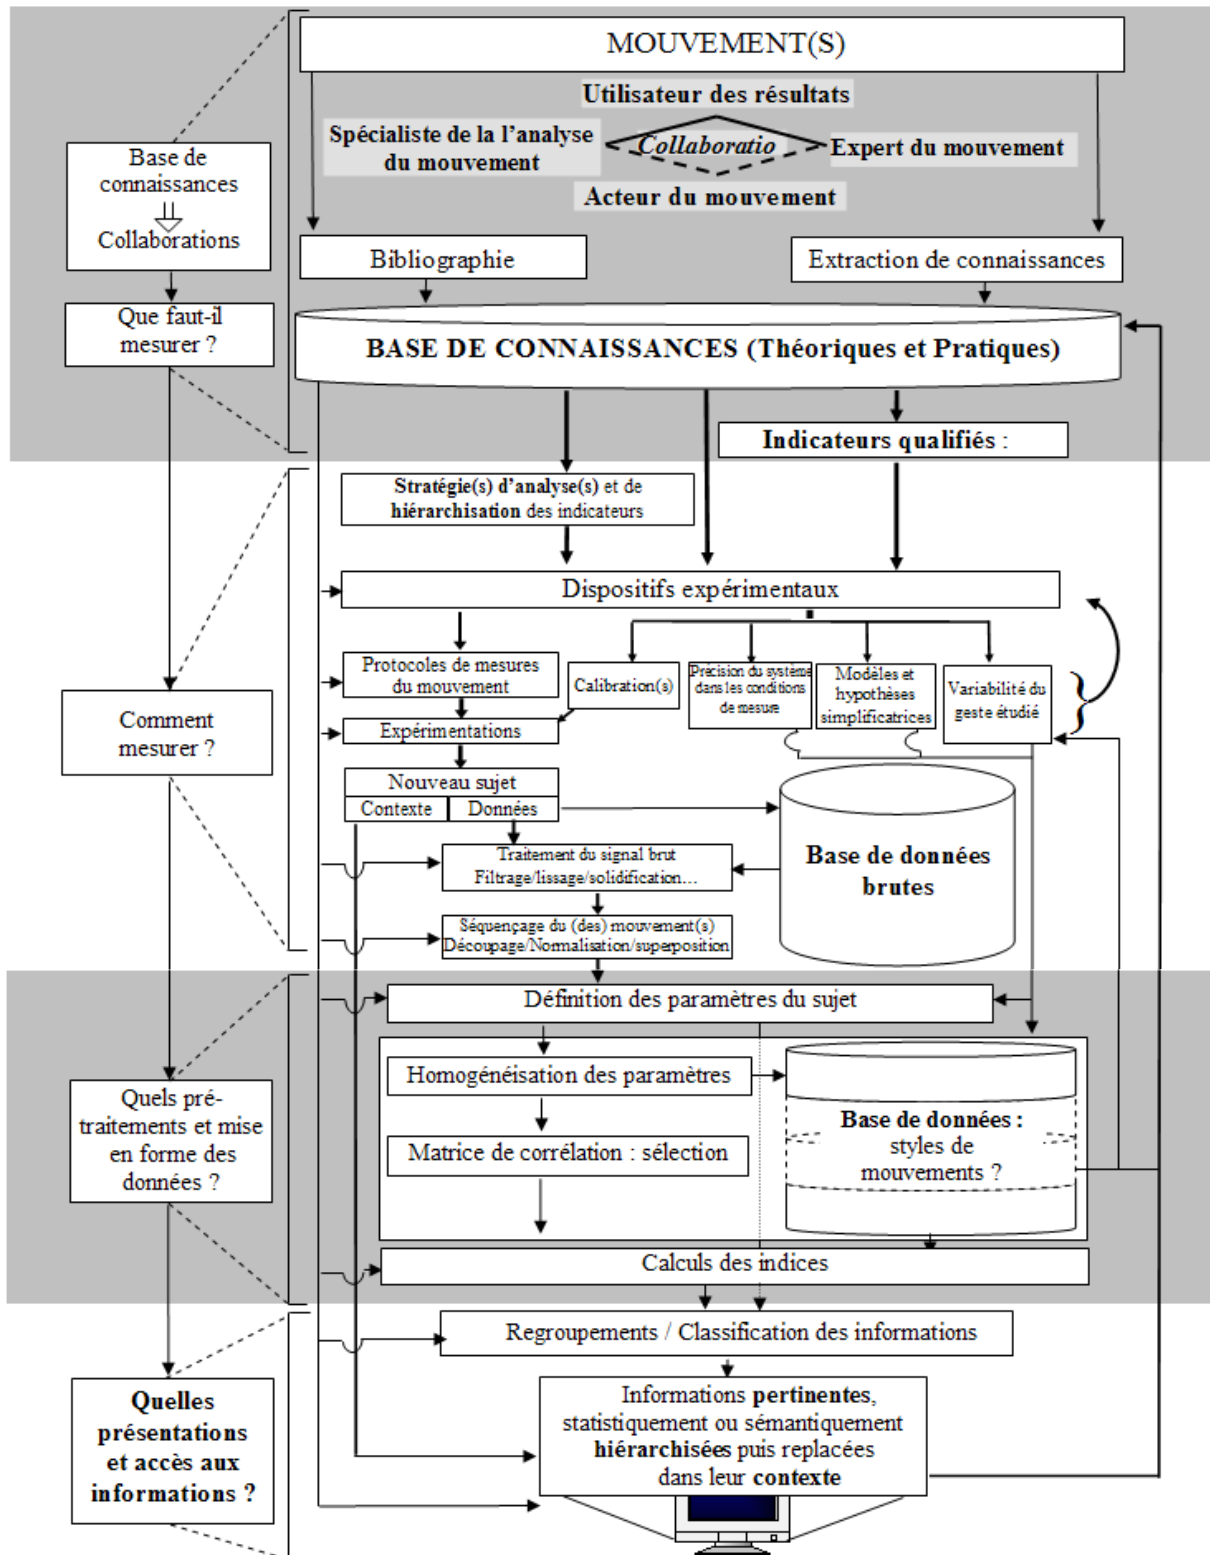 MOUVEMENT(S)
Utilisateur des résultats
Spécialiste de la l'analyse
du mouvement
Collaboratio
Expert du mouvement
Acteur du mouvement
Base de
connaissances
Collaborations
Bibliographie
Extraction de connaissances
Que faut-il
mesurer ?
BASE DE CONNAISSANCES (Théoriques et Pratiques)
Indicateurs qualifiés :
Stratégie(s) d'analyse(s) et de
hiérarchisation des indicateurs
Dispositifs expérimentaux
Protocoles de mesures
du mouvement
Calibration(s)
Précision du système
dans les conditions
de mesure
Modèles et
hypothèses
simplificatrices
Variabilité du
geste étudié
Comment
mesurer ?
Expérimentations
Nouveau sujet
Contexte
Données
Traitement du signal brut
Filtrage/lissage/solidification...
Base de données
brutes
Séquençage du (des) mouvement(s)
Découpage/Normalisation/superposition
Définition des paramètres du sujet
Homogénéisation des paramètres
Quels pré-
traitements et mise
en forme des
données ?
Matrice de corrélation : sélection
Base de données :
styles de
mouvements ?
Calculs des indices
Regroupements / Classification des informations
Quelles
présentations
et accès aux
informations ?
Informations pertinentes,
statistiquement ou sémantiquement
hiérarchisées puis replacées
dans leur contexte